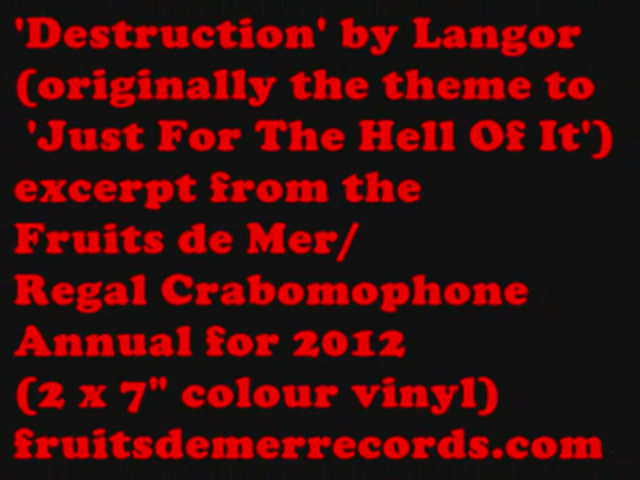 'Destruction' by Langor
(originally the theme to
'Just For The Hell Of It')
excerpt from the
Fruits de Mer/
Regal Crabomophone
Annual for 2012
(2 x 7" colour vinyl)
fruitsdemerrecords.com